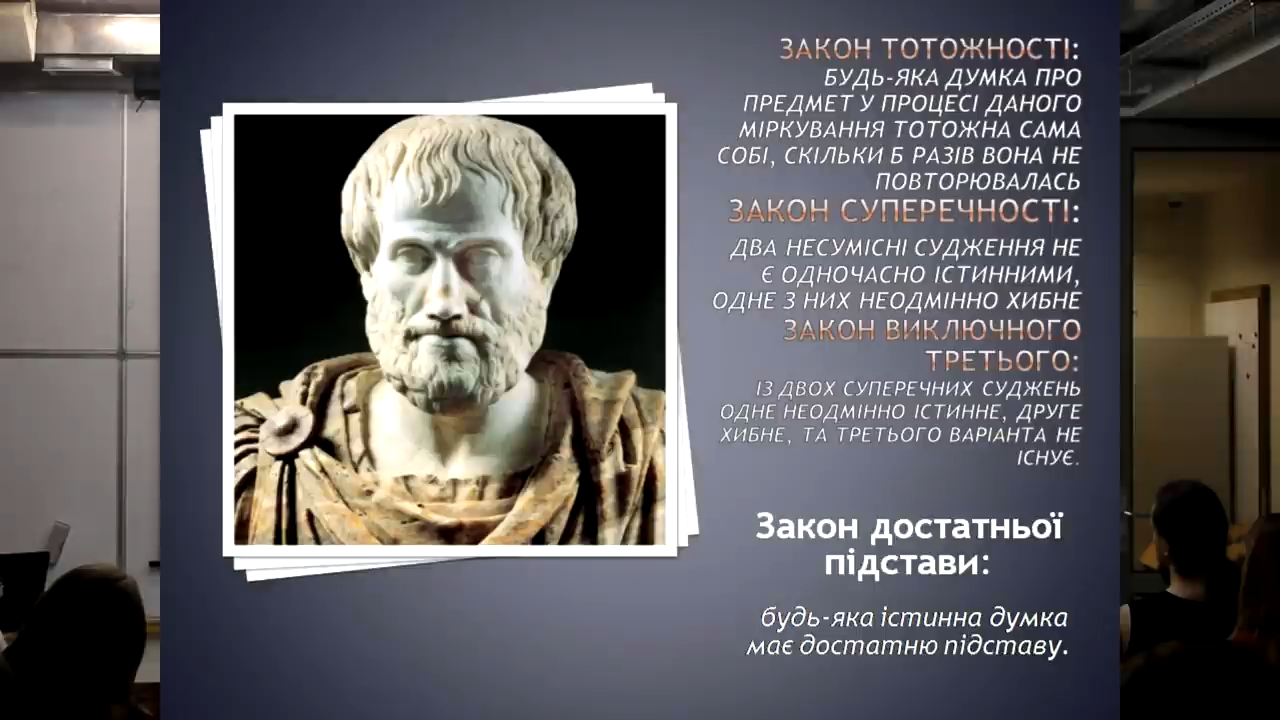 ЗАКОН ТОТОЖНОСТІ:
БУДЬ-ЯКА ДУМКА ПРО
ПРЕДМЕТ У ПРОЦЕСІ ДАНОГО
МІРКУВАННЯ ТОТОЖНА САМА
СОБІ, СКІЛЬКИ Б РАЗІВ ВОНА НЕ
ПОВТОРЮВАЛАСЬ
ЗАКОН СУПЕРЕЧНОСТІ:
ДВА НЕСУМІСНІ СУДЖЕННЯ НЕ
Є ОДНОЧАСНО ІСТИННИМИ,
ОДНЕ З НИХ НЕОДМІННО ХИБНЕ
ЗАКОН ВИКЛЮЧНОГО
ТРЕТЬОГО:
ІЗ ДВОХ СУПЕРЕЧНИХ СУДЖЕНЬ
ОДНЕ НЕОДМІННО ІСТИННЕ, ДРУГЕ
ХИБНЕ, ТА ТРЕТЬОГО ВАРІАНТА НЕ
ІСНУЄ.
Закон достатньої
підстави:
будь-яка істинна думка
має достатню підставу.